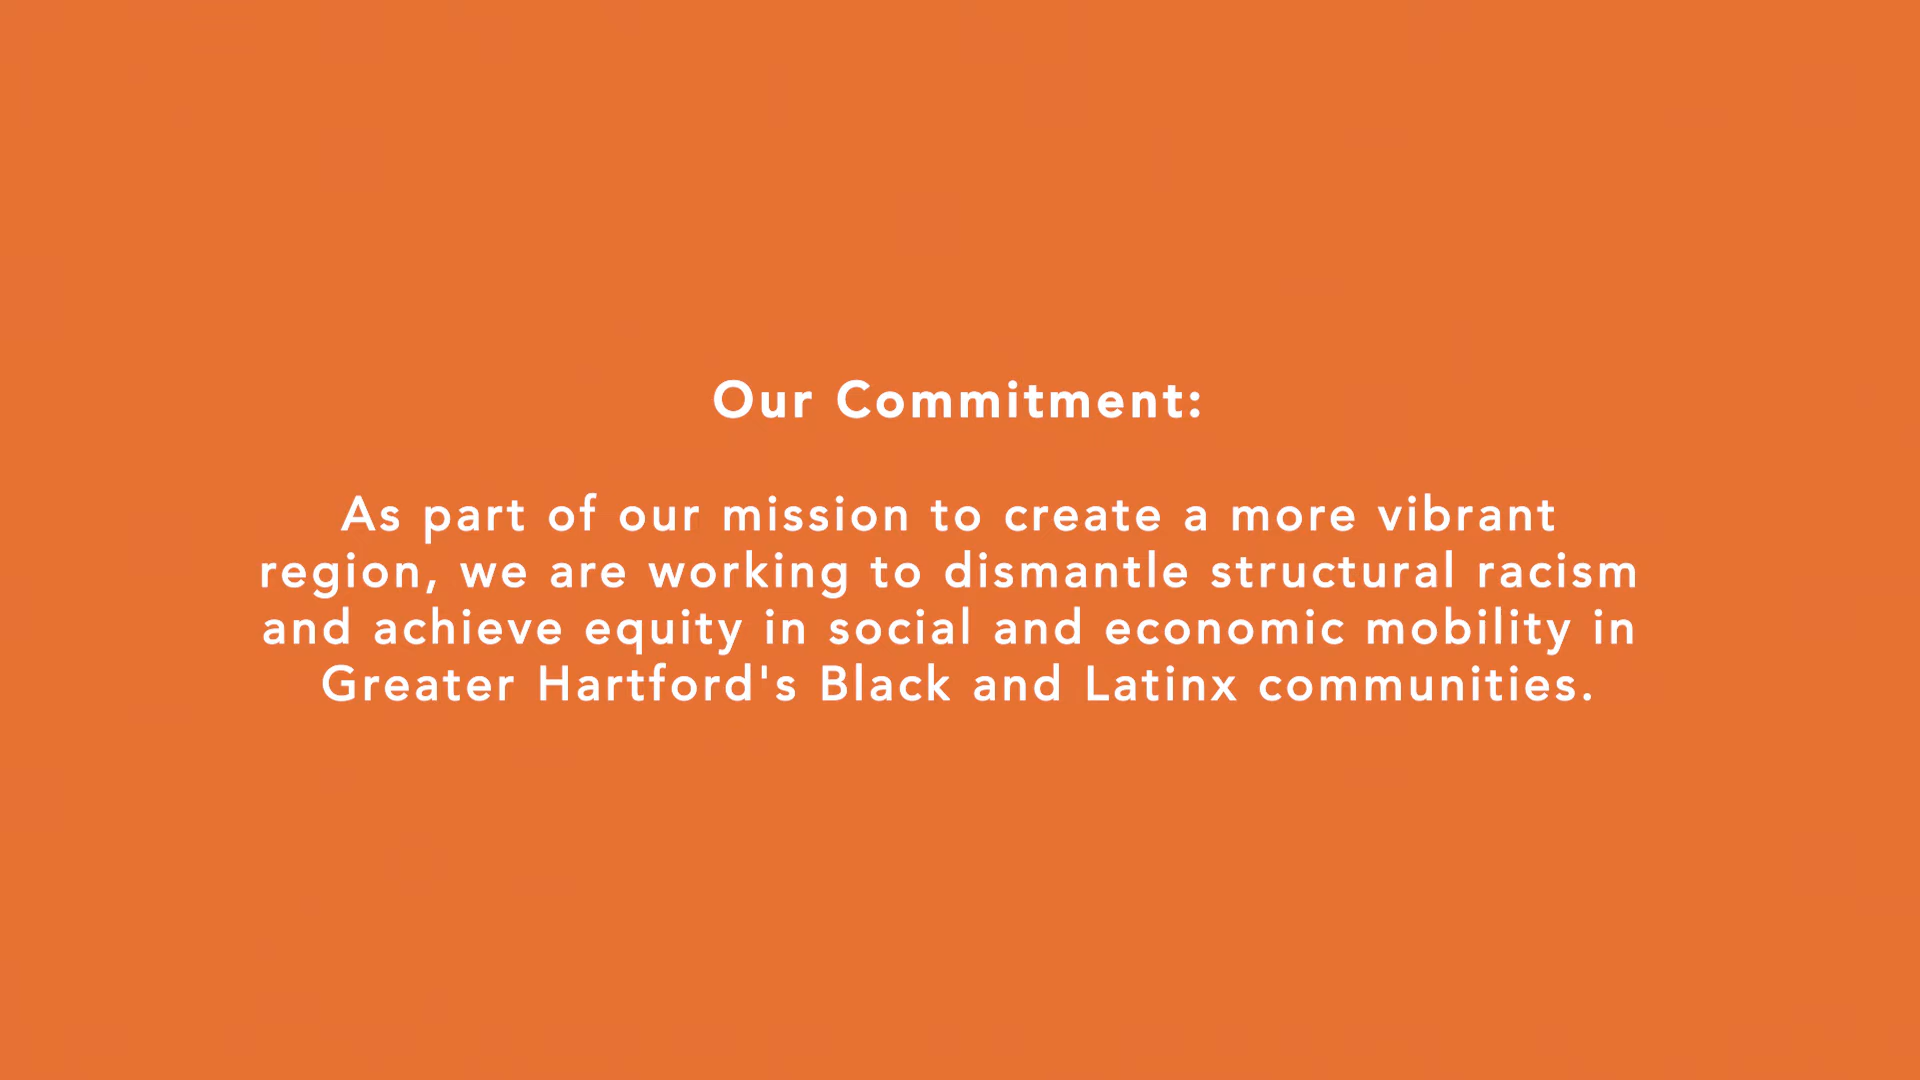 Our Commitment:
As part of our mission to create a more vibrant
region, we are working to dismantle structural racism
and achieve equity in social and economic mobility in
Greater Hartford's Black and Latinx communities.